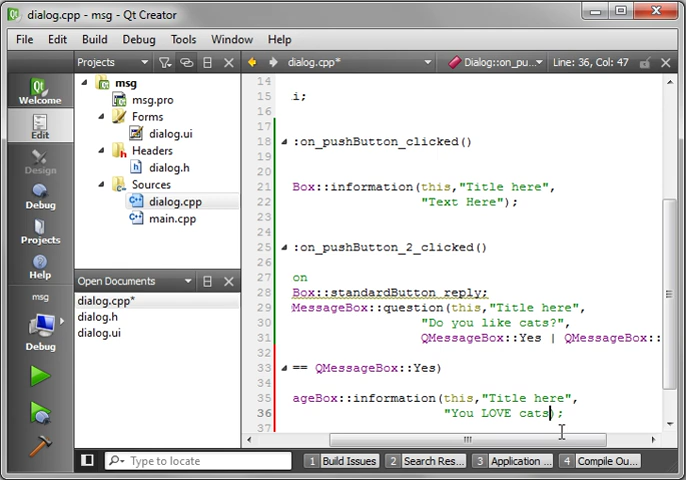 dialog.cpp - msg - Qt Creator
File Edit Build Debug Tools Window Help
Projects
dialog.cpp*
Dialog::on_pu...
Line: 36, Col: 47
Welcome
Edit
Design
Debug
Projects
Help
msg
Debug
msg
msg.pro
Forms
dialog.ui
Headers
dialog.h
Sources
dialog.cpp
main.cpp
Open Documents
dialog.cpp*
dialog.h
dialog.ui
14
15 i;
16
17
18 :on_pushButton_clicked()
19
20
21 Box::information(this,"Title here",
22 "Text Here");
23
24
25 :on_pushButton_2_clicked()
26
27 on
28 Box::standardButton reply;
29 MessageBox::question(this,"Title here",
30 "Do you like cats?",
31 QMessageBox::Yes | QMessageBox::
32
33 == QMessageBox::Yes)
34
35 ageBox::information(this,"Title here",
36 "You LOVE cats);
37
Type to locate
1 Build Issues
2 Search Res...
3 Application ...
4 Compile Ou...